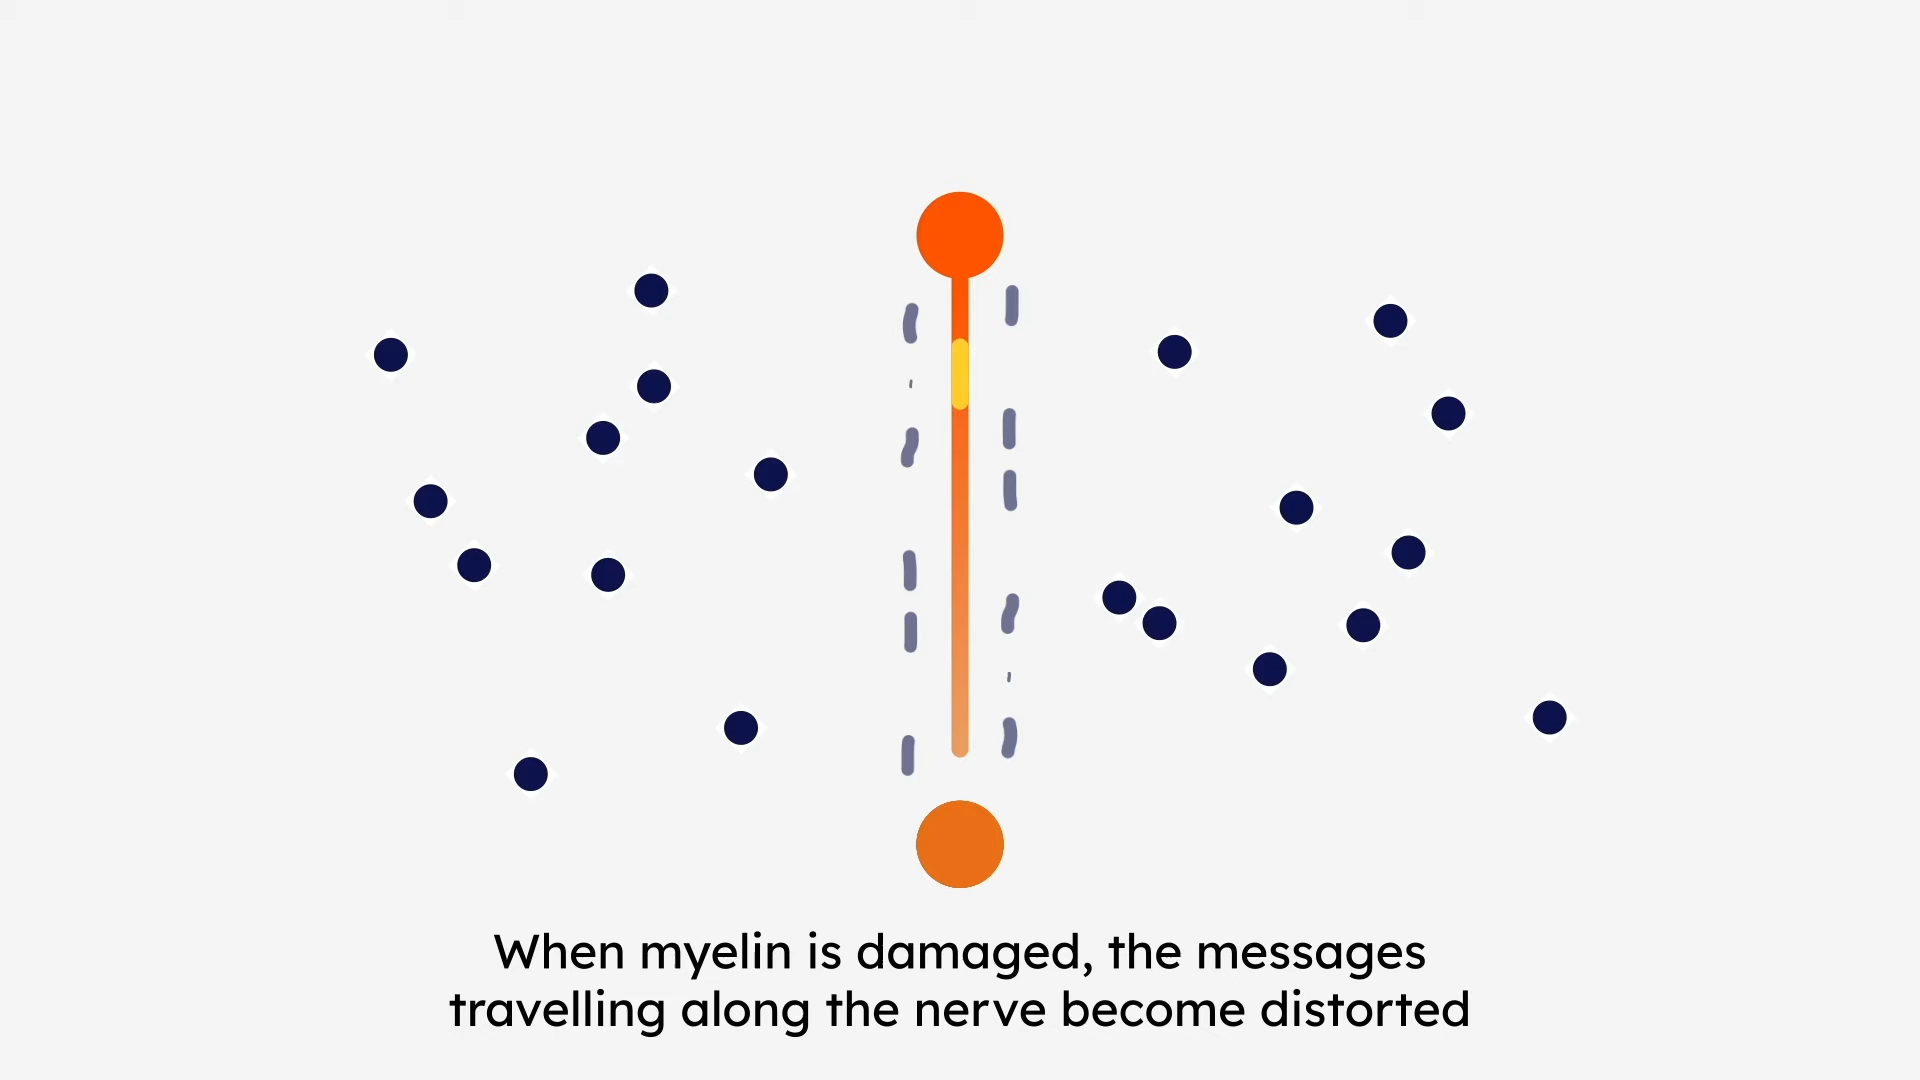 When myelin is damaged, the messages
travelling along the nerve become distorted